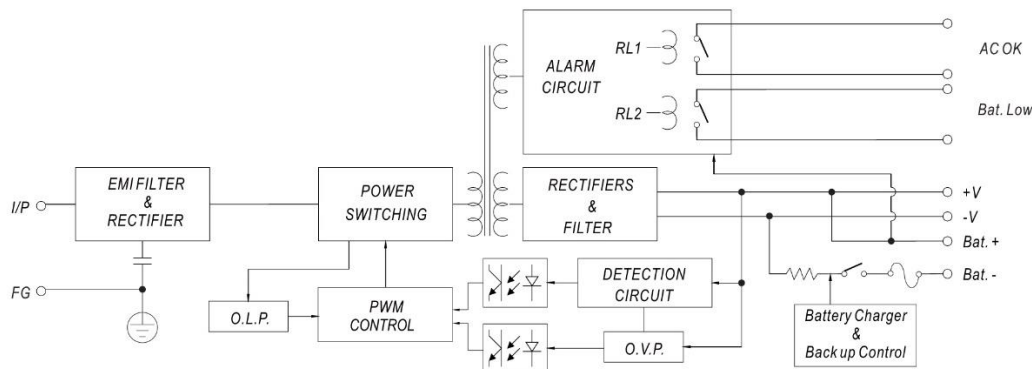 RL1
AC OK
ALARM
CIRCUIT
RL2
Bat. Low
EMI FILTER
&
RECTIFIER
POWER
SWITCHING
RECTIFIERS
&
FILTER
I/P
+V
-V
Bat. +
Bat. -
FG
O.L.P.
PWM
CONTROL
DETECTION
CIRCUIT
O.V.P.
Battery Charger
&
Back up Control